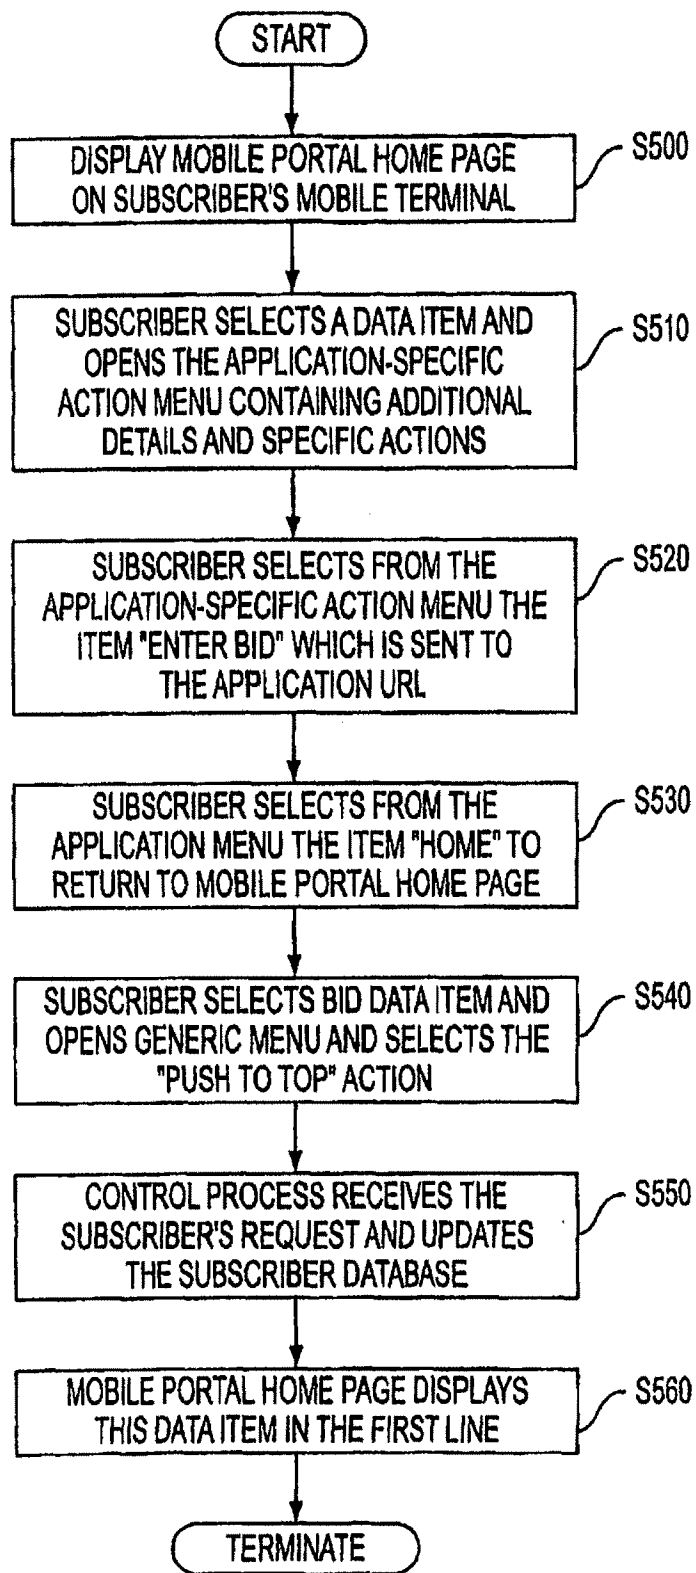 START
DISPLAY MOBILE PORTAL HOME PAGE
ON SUBSCRIBER'S MOBILE TERMINAL
S500
SUBSCRIBER SELECTS A DATA ITEM AND
OPENS THE APPLICATION-SPECIFIC
ACTION MENU CONTAINING ADDITIONAL
DETAILS AND SPECIFIC ACTIONS
S510
SUBSCRIBER SELECTS FROM THE
APPLICATION-SPECIFIC ACTION MENU THE
ITEM "ENTER BID" WHICH IS SENT TO
THE APPLICATION URL
S520
SUBSCRIBER SELECTS FROM THE
APPLICATION MENU THE ITEM "HOME" TO
RETURN TO MOBILE PORTAL HOME PAGE
S530
SUBSCRIBER SELECTS BID DATA ITEM AND
OPENS GENERIC MENU AND SELECTS THE
"PUSH TO TOP" ACTION
S540
CONTROL PROCESS RECEIVES THE
SUBSCRIBER'S REQUEST AND UPDATES
THE SUBSCRIBER DATABASE
S550
MOBILE PORTAL HOME PAGE DISPLAYS
THIS DATA ITEM IN THE FIRST LINE
S560
TERMINATE